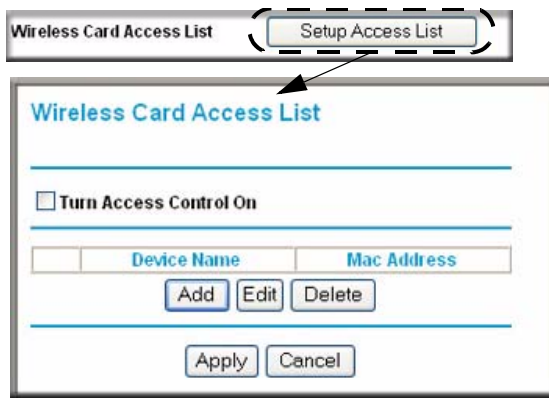 Wireless Card Access List Setup Access List
Wireless Card Access List
Turn Access Control On
Device Name Mac Address
Add Edit Delete
Apply Cancel